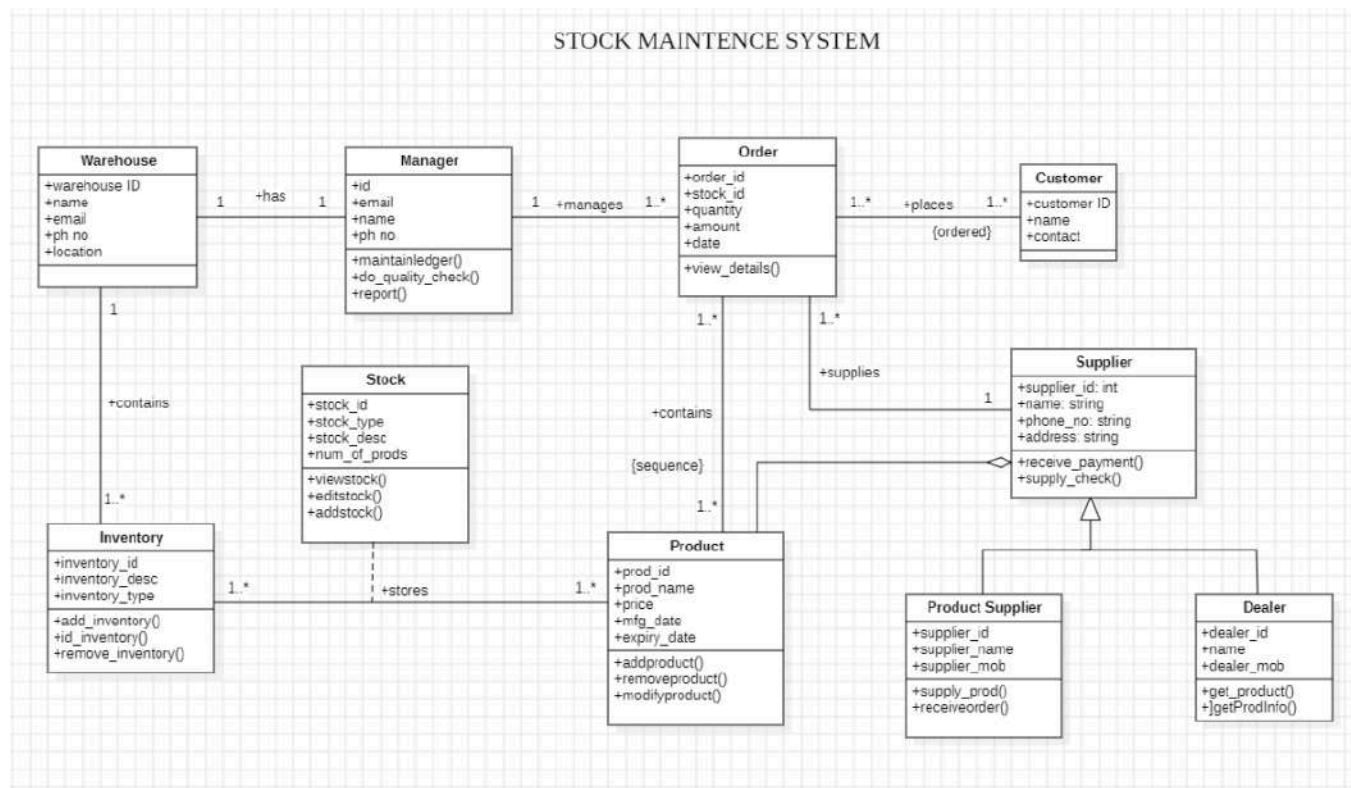 STOCK MAINTENCE SYSTEM
Warehouse
+warehouse ID
+name
+email
+ph no
+location
1
+has
1
Manager
+id
+email
+name
+ph no
+maintainledger()
+do_quality_check()
+report()
1
+manages
1..*
Order
+order_id
+stock_id
+quantity
+amount
+date
+view_details()
1..*
+places
1..*
{ordered}
Customer
+customer ID
+name
+contact
1
+contains
1..*
Stock
+stock_id
+stock_type
+stock_desc
+num_of_prods
+viewstock()
+editstock()
+addstock()
1..*
+contains
{sequence}
1..*
1..*
+supplies
1
Supplier
+supplier_id: int
+name: string
+phone_no: string
+address: string
+receive_payment()
+supply_check()
Inventory
+inventory_id
+inventory_desc
+inventory_type
+add_inventory()
+id_inventory()
+remove_inventory()
1..*
+stores
1..*
Product
+prod_id
+prod_name
+price
+mfg_date
+expiry_date
+addproduct()
+removeproduct()
+modifyproduct()
Product Supplier
+supplier_id
+supplier_name
+supplier_mob
+supply_prod()
+receiveorder()
Dealer
+dealer_id
+name
+dealer_mob
+get_product()
+]getProdInfo()